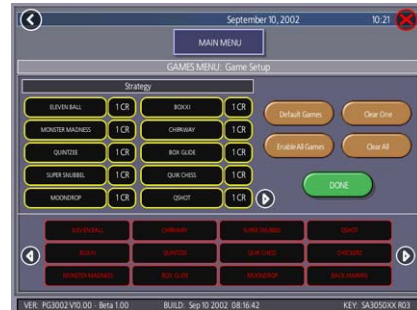 September 10, 2002 10:21
MAIN MENU
GAMES MENU: Game Setup
Strategy
ELEVEN BALL 1 CR BOXXI 1 CR
MONSTER MADNESS 1 CR CHIPAWAY 1 CR
QUINTZEE 1 CR BOX GLIDE 1 CR
SUPER SNUBBEL 1 CR QUIK CHESS 1 CR
MOONDROP 1 CR QSHOT 1 CR
Default Games Clear One
Enable All Games Clear All
DONE
ELEVEN BALL CHIPAWAY SUPER SNUBBEL QSHOT
BOXXI QUINTZEE QUIK CHESS CHECKERZ
MONSTER MADNESS BOX GLIDE MOONDROP
VER: PG3002 V10.00 - Beta 1.00 BUILD: Sep 10 2002 08:16:42 KEY: SA3050XX R03